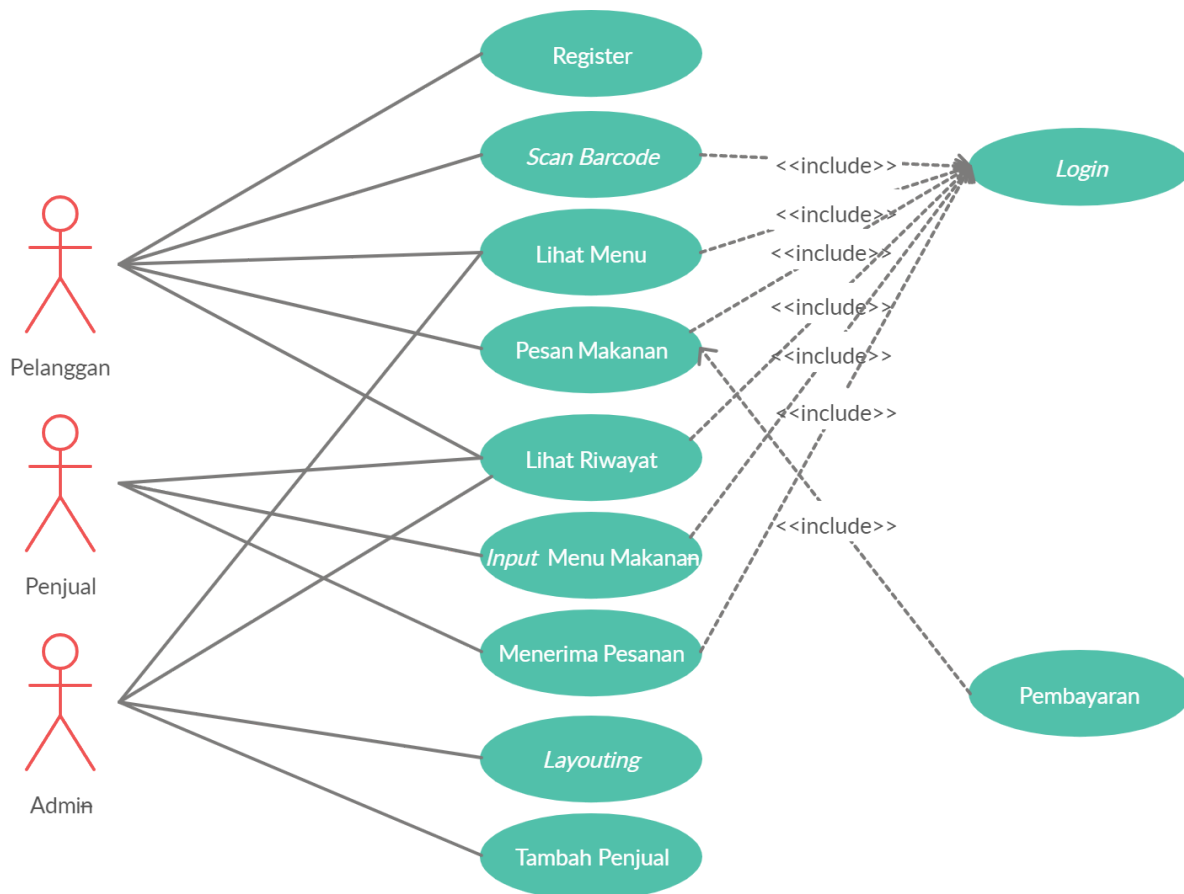 Register
Scan Barcode
<<include>>
Login
<<include>>
Lihat Menu
<<include>>
<<include>>
Pesan Makanan
Pelanggan
<<include>>
<<include>>
Lihat Riwayat
<<include>>
Input Menu Makanan
Penjual
Menerima Pesanan
Pembayaran
Layouting
Admin
Tambah Penjual